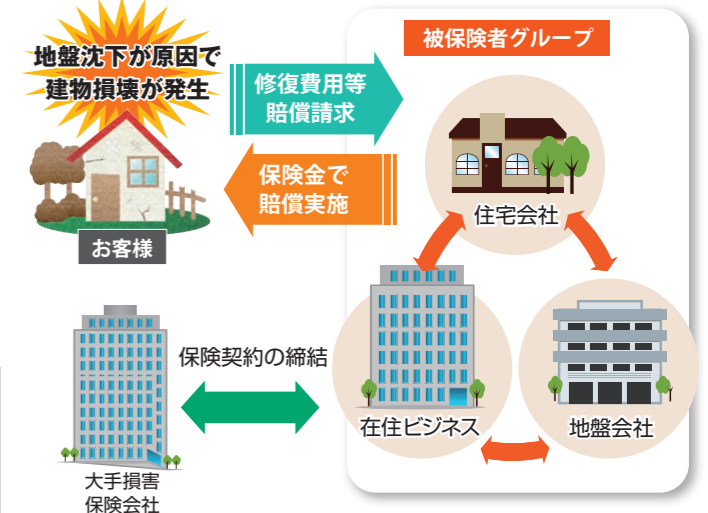 地盤沈下が原因で
建物損壊が発生
お客様
修復費用等
賠償請求
保険金で
賠償実施
被保険者グループ
住宅会社
在住ビジネス
地盤会社
保険契約の締結
大手損害
保険会社